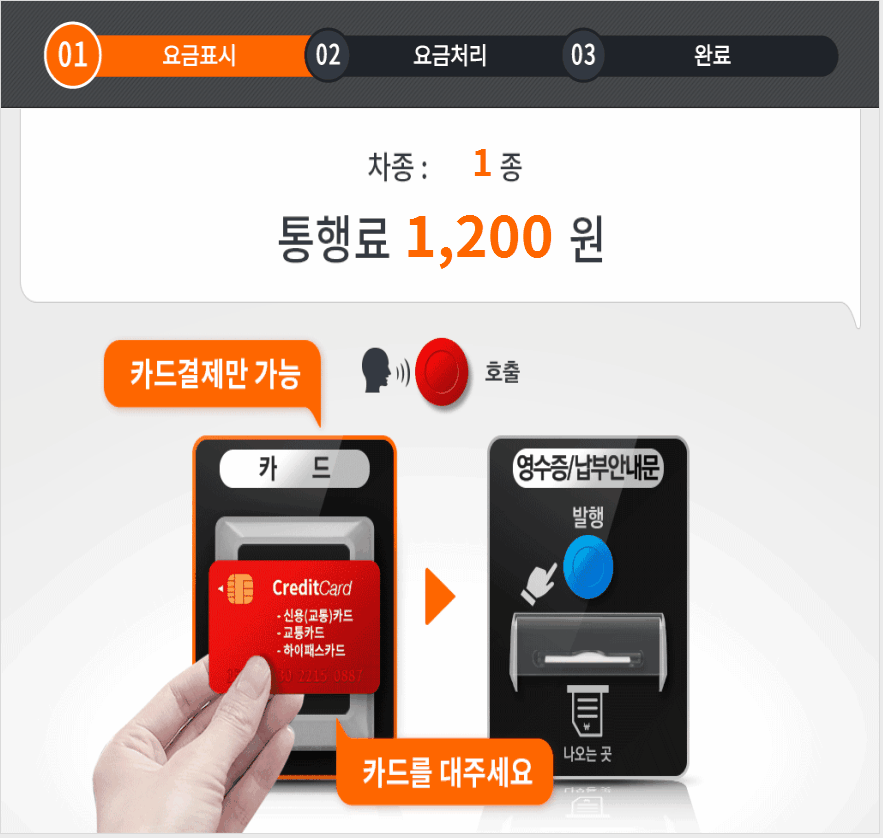 01 요금표시 02 요금처리 03 완료
차종 : 1 종
통행료 1,200 원
카드결제만 가능
호출
카 드
CreditCard
- 신용(교통)카드
- 교통카드
- 하이패스카드
2215 0887
카드를 대주세요
영수증/납부안내문
발행
₩
나오는 곳